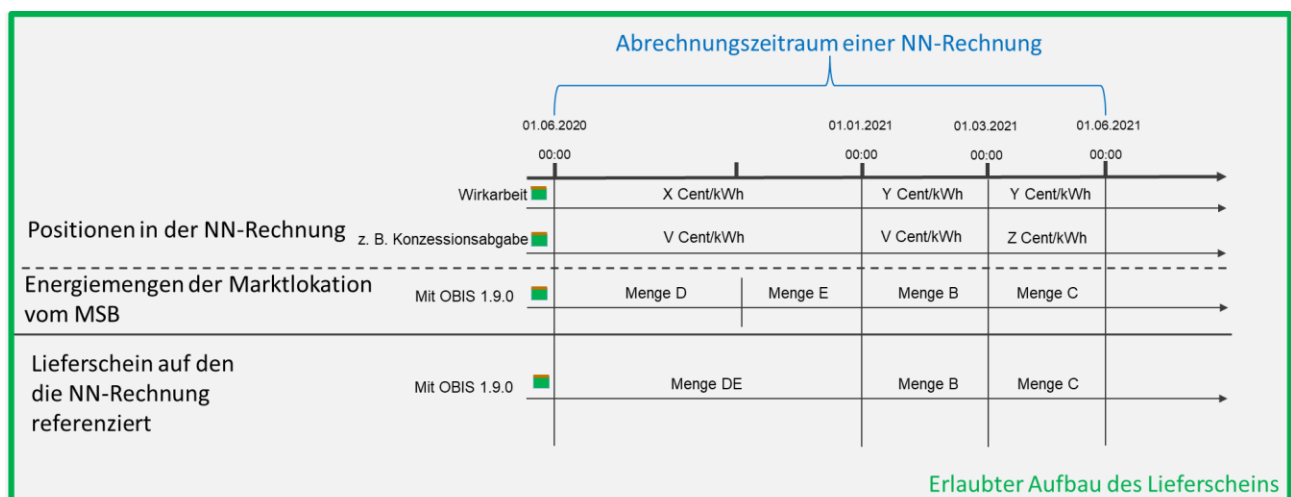 Abrechnungszeitraum einer NN-Rechnung
01.06.2020 01.01.2021 01.03.2021 01.06.2021
00:00 00:00 00:00 00:00
Wirkarbeit X Cent/kWh Y Cent/kWh Y Cent/kWh
Positionen in der NN-Rechnung
z. B. Konzessionsabgabe V Cent/kWh V Cent/kWh Z Cent/kWh
Energiemengen der Marktlokation
vom MSB
Mit OBIS 1.9.0 Menge D Menge E Menge B Menge C
Lieferschein auf den
die NN-Rechnung
referenziert
Mit OBIS 1.9.0 Menge DE Menge B Menge C
Erlaubter Aufbau des Lieferscheins